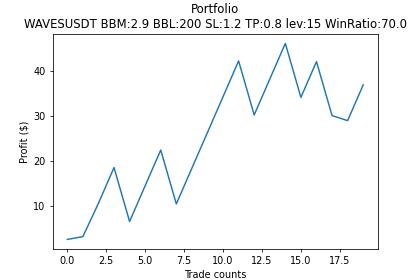 Portfolio
WAVESUSDT BBM:2.9 BBL:200 SL:1.2 TP:0.8 lev:15 WinRatio:70.0
40
30
20
10
Profit ($)
0.0 2.5 5.0 7.5 10.0 12.5 15.0 17.5
Trade counts